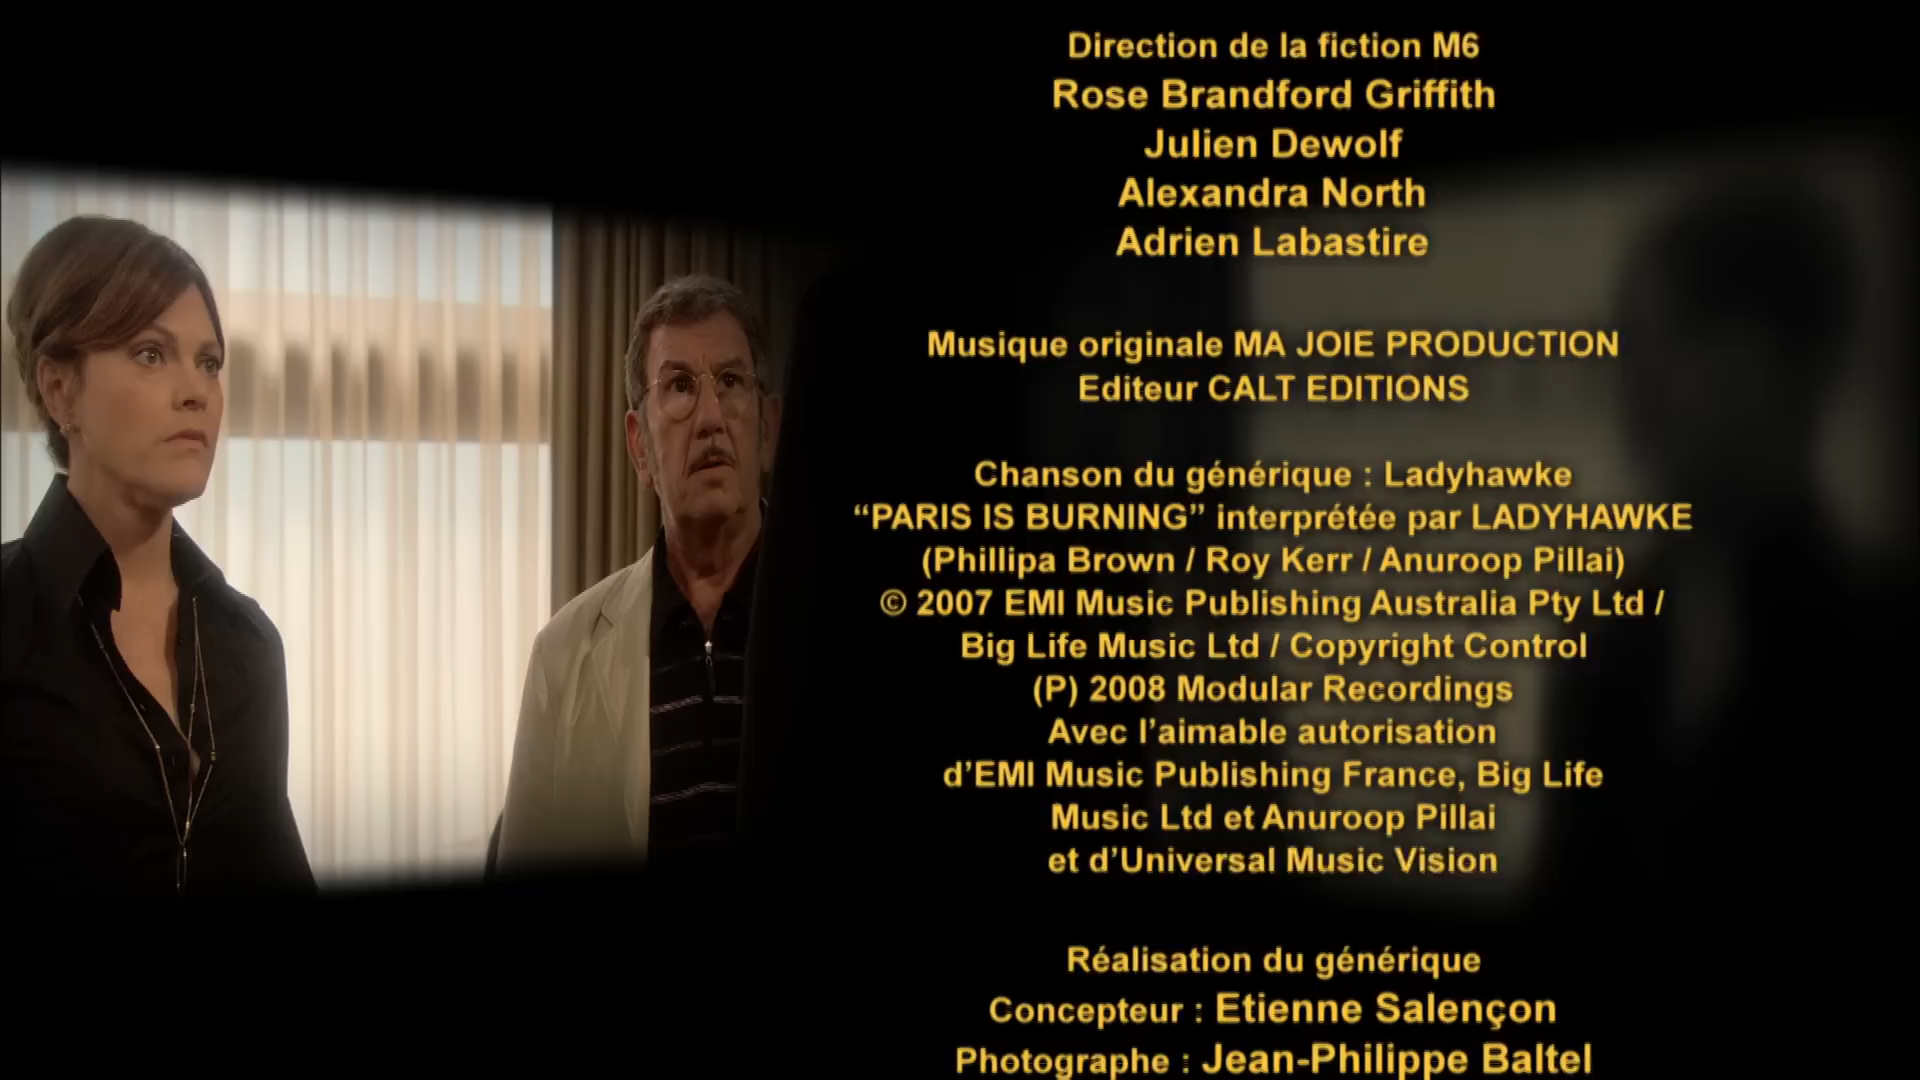 Direction de la fiction M6
Rose Brandford Griffith
Julien Dewolf
Alexandra North
Adrien Labastire
Musique originale MA JOIE PRODUCTION
Editeur CALT EDITIONS
Chanson du générique : Ladyhawke
“PARIS IS BURNING” interprétée par LADYHAWKE
(Phillipa Brown / Roy Kerr / Anuroop Pillai)
© 2007 EMI Music Publishing Australia Pty Ltd /
Big Life Music Ltd / Copyright Control
(P) 2008 Modular Recordings
Avec l’aimable autorisation
d’EMI Music Publishing France, Big Life
Music Ltd et Anuroop Pillai
et d’Universal Music Vision
Réalisation du générique
Concepteur : Etienne Salençon
Photographe : Jean-Philippe Baltel